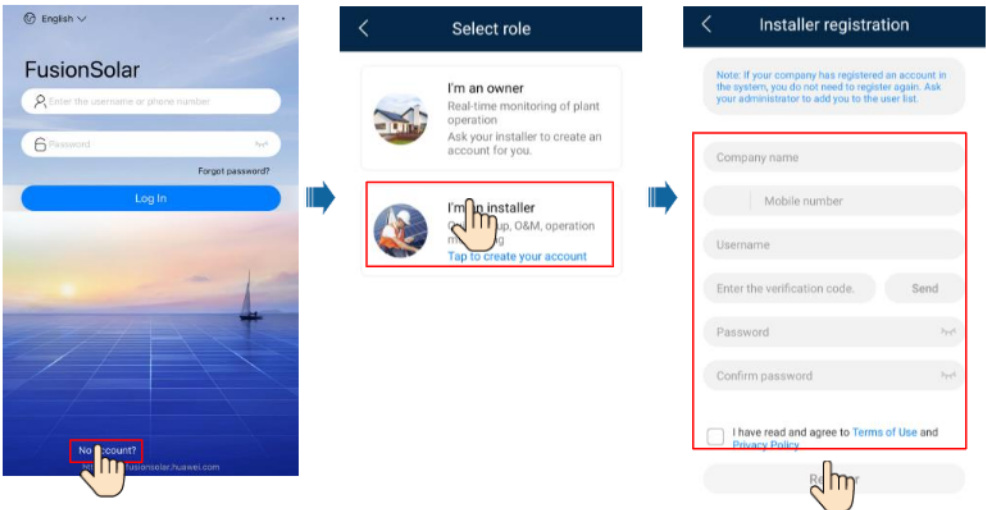 English
FusionSolar
Enter the username or phone number
Password
Forgot password?
Log In
No account?
fusionsolar.huawei.com
Select role
I'm an owner
Real-time monitoring of plant
operation
Ask your installer to create an
account for you.
I'm an installer
up, O&M, operation
Tap to create your account
Installer registration
Note: If your company has registered an account in
the system, you do not need to register again. Ask
your administrator to add you to the user list.
Company name
Mobile number
Username
Enter the verification code.
Send
Password
Confirm password
I have read and agree to Terms of Use and
Privacy Policy